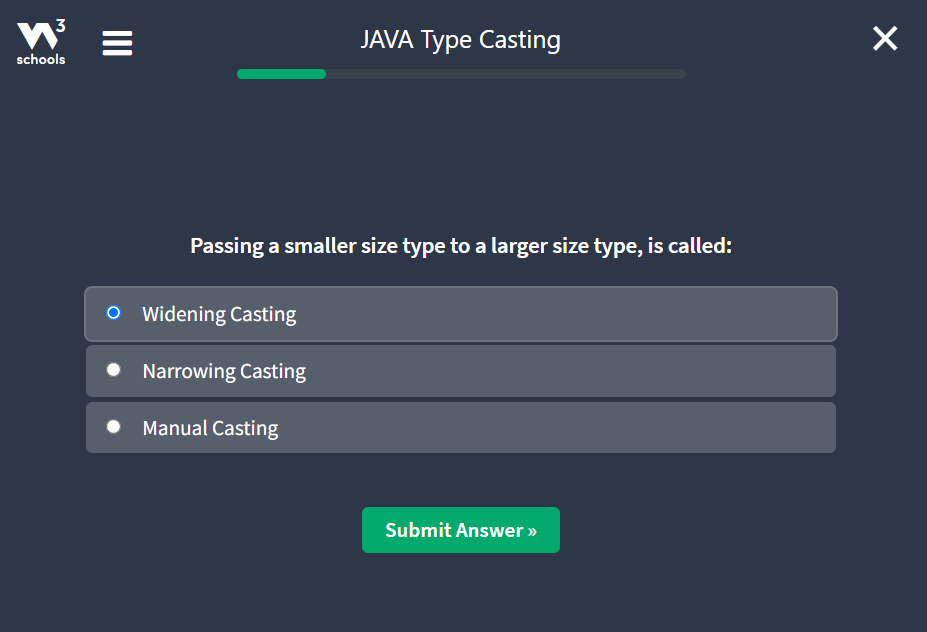 W3
schools
JAVA Type Casting
Passing a smaller size type to a larger size type, is called:
Widening Casting
Narrowing Casting
Manual Casting
Submit Answer »